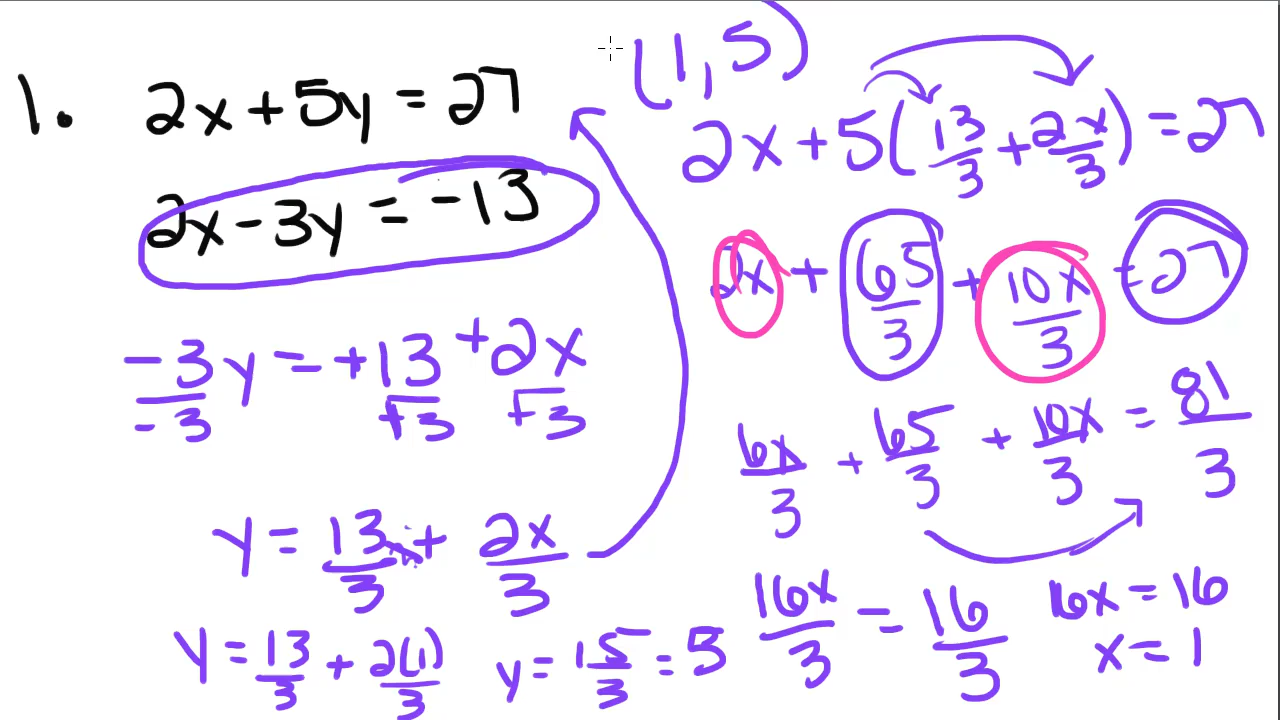 1. 2x + 5y = 27
2x - 3y = -13
-3y = +13 +2x
-3 +3 +3
y = 13/3 + 2x/3
y = 13/3 + 2(1)/3
y = 15/3 = 5
(1, 5)
2x + 5(13/3 + 2x/3) = 27
2x + 65/3 + 10x/3 = 27
6x/3 + 65/3 + 10x/3 = 81/3
16x/3 = 16/3
16x = 16
x = 1